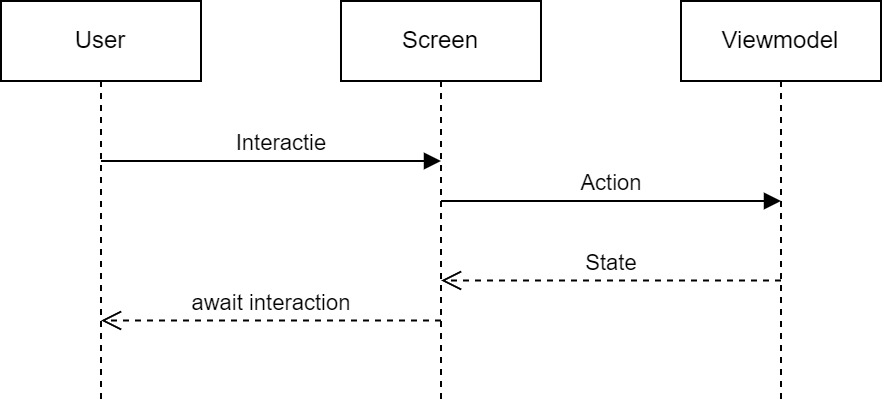 User
Screen
Viewmodel
Interactie
Action
State
await interaction